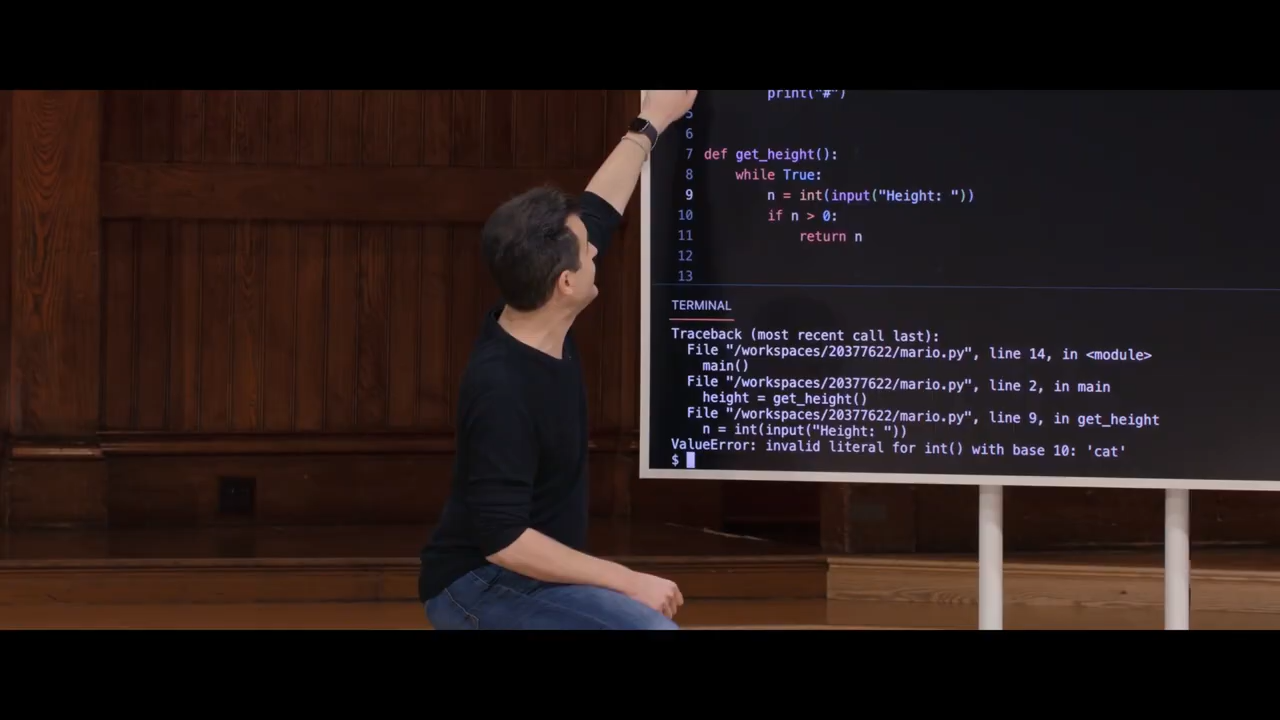 print("#")
5
6
7 def get_height():
8 while True:
9 n = int(input("Height: "))
10 if n > 0:
11 return n
12
13
TERMINAL
Traceback (most recent call last):
File "/workspaces/20377622/mario.py", line 14, in <module>
main()
File "/workspaces/20377622/mario.py", line 2, in main
height = get_height()
File "/workspaces/20377622/mario.py", line 9, in get_height
n = int(input("Height: "))
ValueError: invalid literal for int() with base 10: 'cat'
$